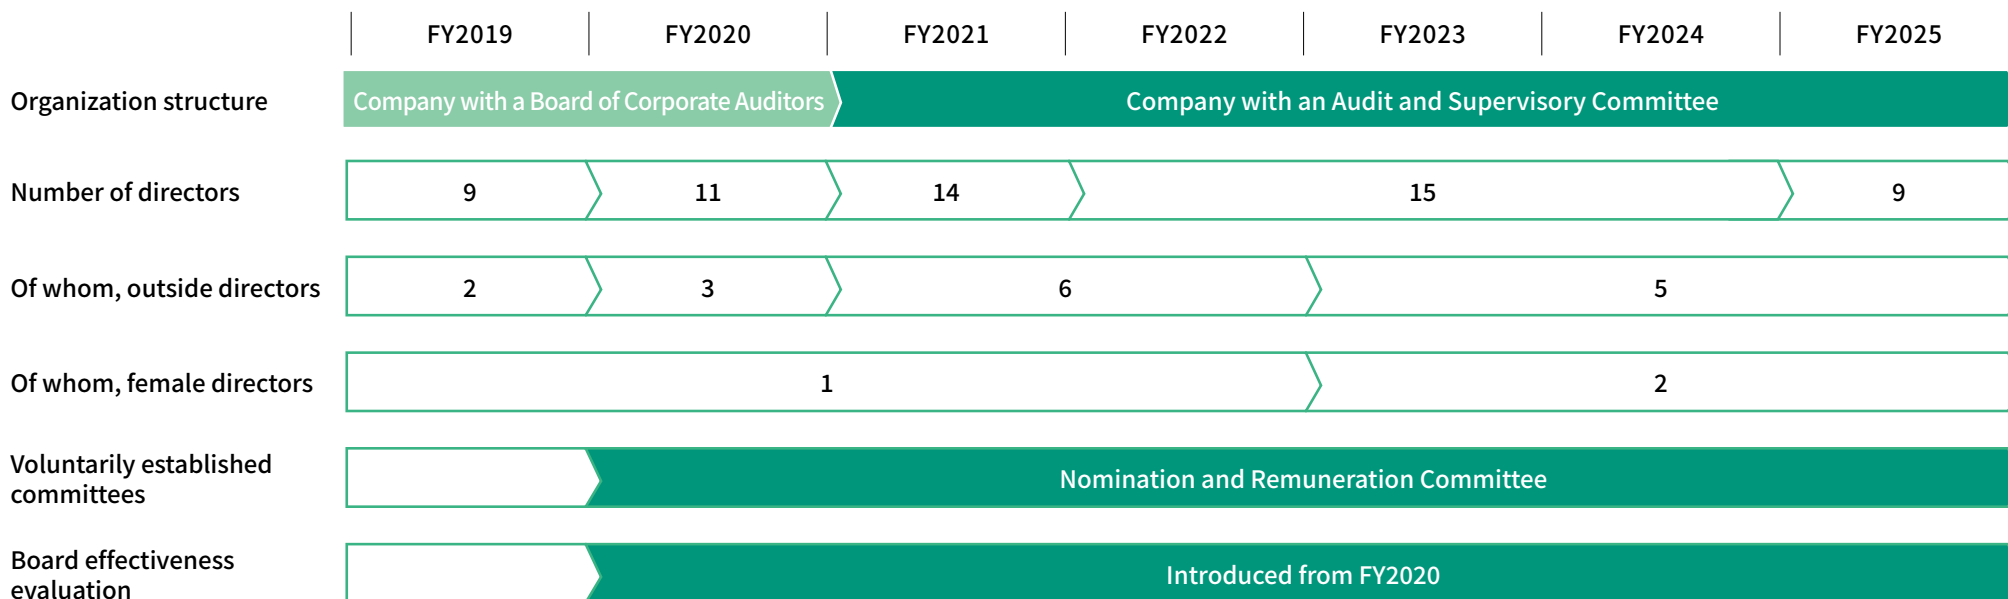 FY2019 FY2020 FY2021 FY2022 FY2023 FY2024 FY2025
Organization structure Company with a Board of Corporate Auditors Company with an Audit and Supervisory Committee
Number of directors 9 11 14 15 9
Of whom, outside directors 2 3 6 5
Of whom, female directors 1 2
Voluntarily established
committees
Nomination and Remuneration Committee
Board effectiveness
evaluation
Introduced from FY2020